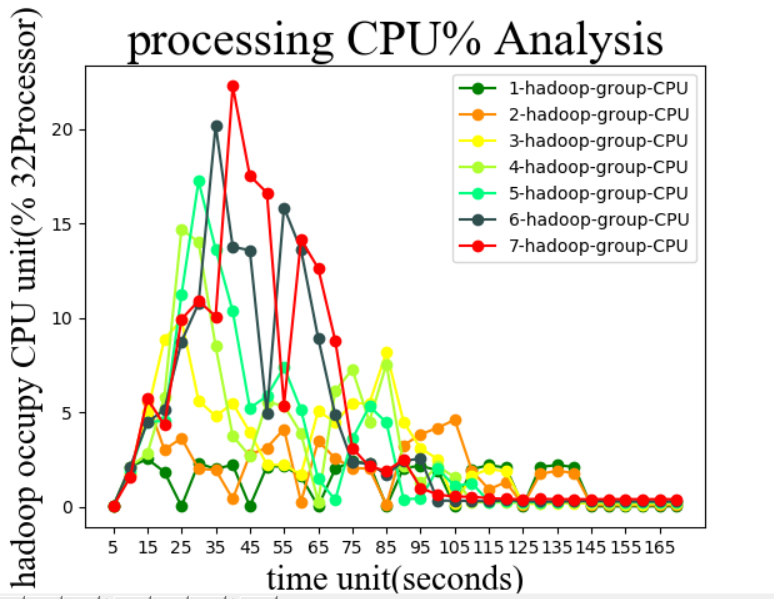 processing CPU% Analysis
hadoop occupy CPU unit(% 32Processor)
20
15
10
5
0
1-hadoop-group-CPU
2-hadoop-group-CPU
3-hadoop-group-CPU
4-hadoop-group-CPU
5-hadoop-group-CPU
6-hadoop-group-CPU
7-hadoop-group-CPU
5 15 25 35 45 55 65 75 85 95 105 115 125 135 145 155 165
time unit(seconds)